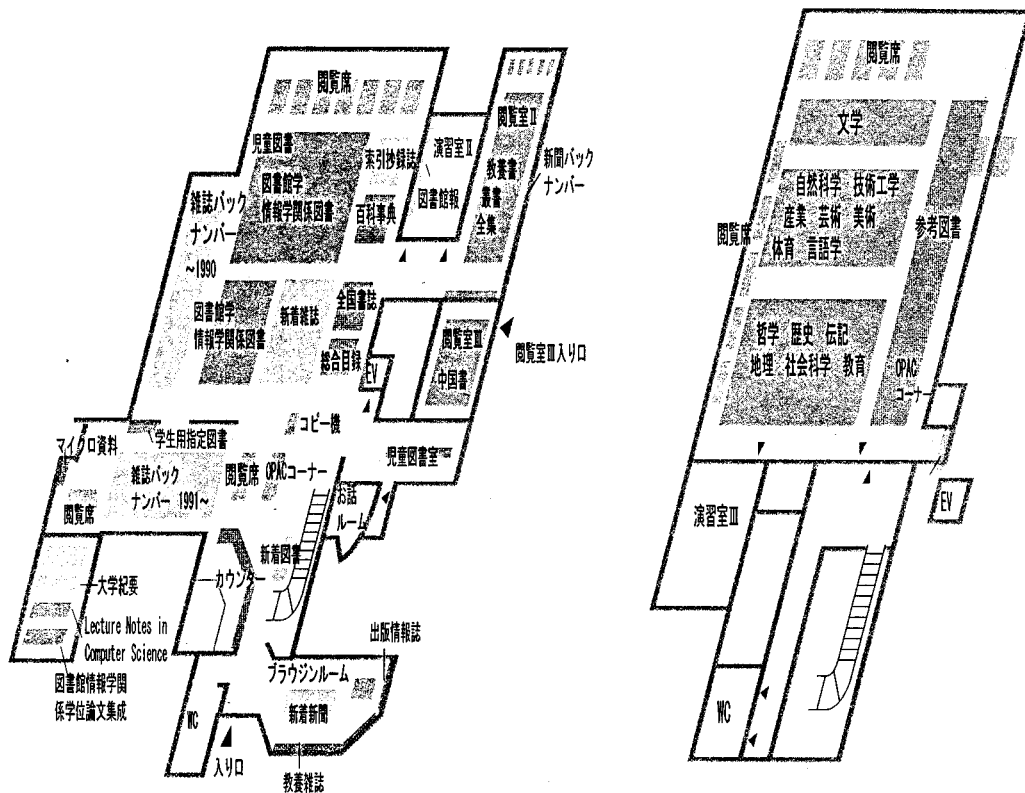 閲覧席
児童図書
図書館学
情報学関係図書
索引抄録誌
百科事典
演習室Ⅱ
図書館報
閲覧室Ⅱ
教養書
叢書
全集
新聞バック
ナンバー
雑誌バック
ナンバー
～1990
図書館学
情報学関係図書
新着雑誌
全国書誌
総合目録
EV
閲覧室Ⅲ
中国書
閲覧室Ⅲ入り口
コピー機
マイクロ資料
学生用指定図書
雑誌バック
ナンバー 1991～
閲覧席
OPACコーナー
児童図書室
お話
ルーム
閲覧席
新着図書
カウンター
大学紀要
Lecture Notes in
Computer Science
図書館情報学関
係学位論文集成
出版情報誌
ブラウジンルーム
新着新聞
WC
入り口
教養雑誌
閲覧席
文学
自然科学 技術工学
産業 芸術 美術
体育 言語学
閲覧席
参考図書
哲学 歴史 伝記
地理 社会科学 教育
OPAC
コーナー
演習室Ⅲ
EV
WC